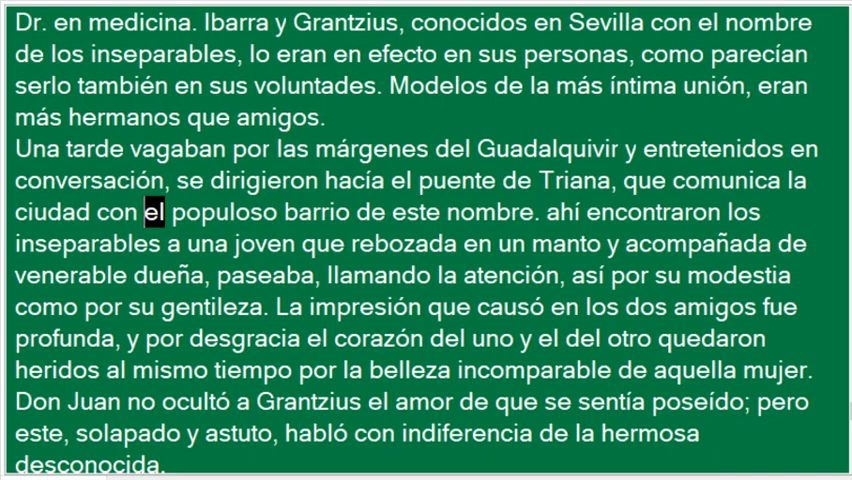 Dr. en medicina. Ibarra y Grantzius, conocidos en Sevilla con el nombre
de los inseparables, lo eran en efecto en sus personas, como parecían
serlo también en sus voluntades. Modelos de la más íntima unión, eran
más hermanos que amigos.
Una tarde vagaban por las márgenes del Guadalquivir y entretenidos en
conversación, se dirigieron hacía el puente de Triana, que comunica la
ciudad con el populoso barrio de este nombre. ahí encontraron los
inseparables a una joven que rebozada en un manto y acompañada de
venerable dueña, paseaba, llamando la atención, así por su modestia
como por su gentileza. La impresión que causó en los dos amigos fue
profunda, y por desgracia el corazón del uno y el del otro quedaron
heridos al mismo tiempo por la belleza incomparable de aquella mujer.
Don Juan no ocultó a Grantzius el amor de que se sentía poseído; pero
este, solapado y astuto, habló con indiferencia de la hermosa
desconocida.